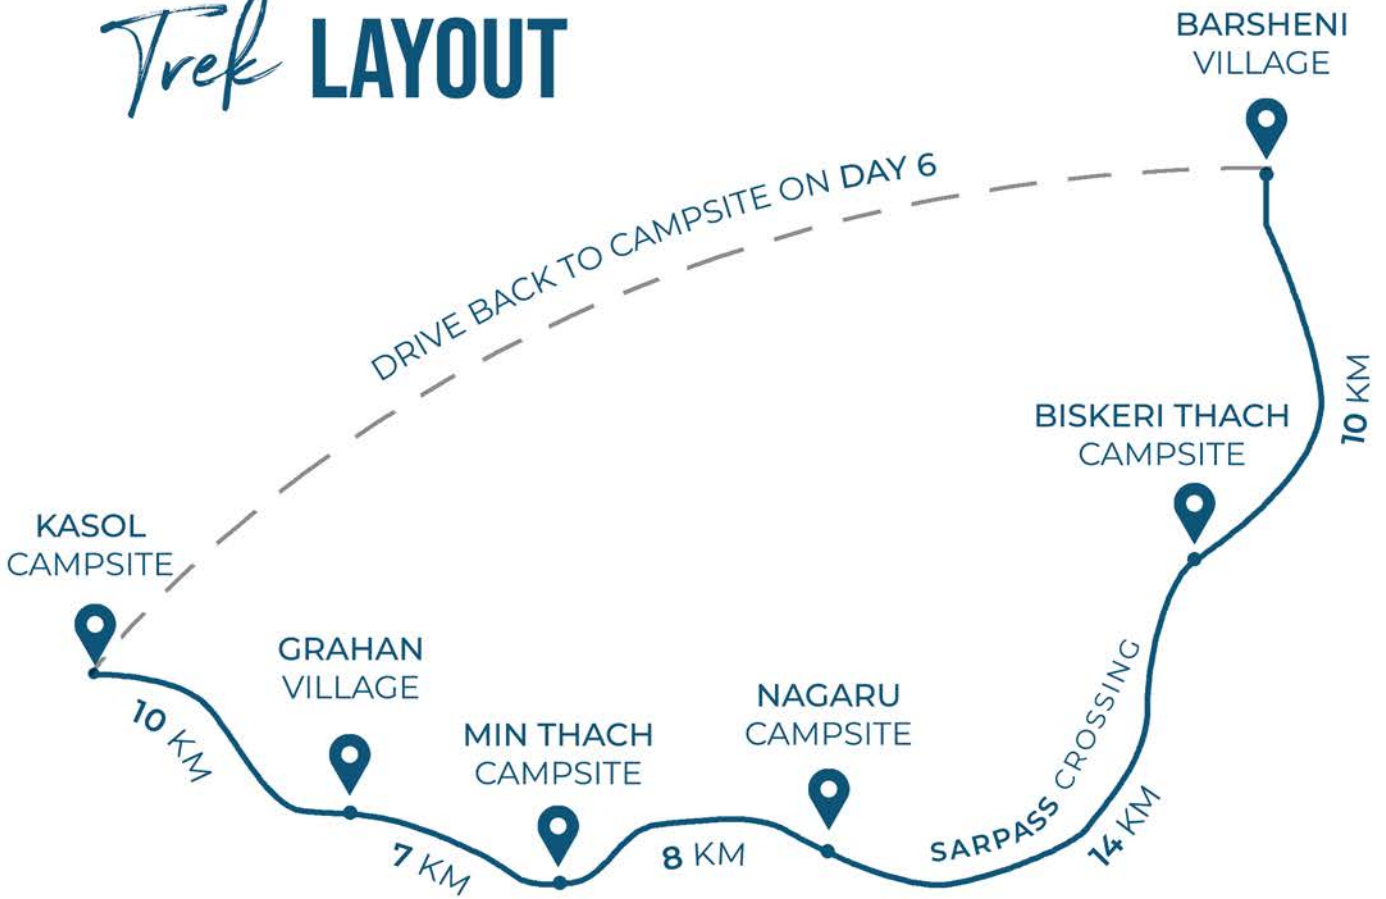 Trek LAYOUT
BARSHENI
VILLAGE
DRIVE BACK TO CAMPSITE ON DAY 6
10 KM
BISKERI THACH
CAMPSITE
KASOL
CAMPSITE
10 KM
GRAHAN
VILLAGE
7 KM
MIN THACH
CAMPSITE
8 KM
NAGARU
CAMPSITE
SARPASS CROSSING
14 KM